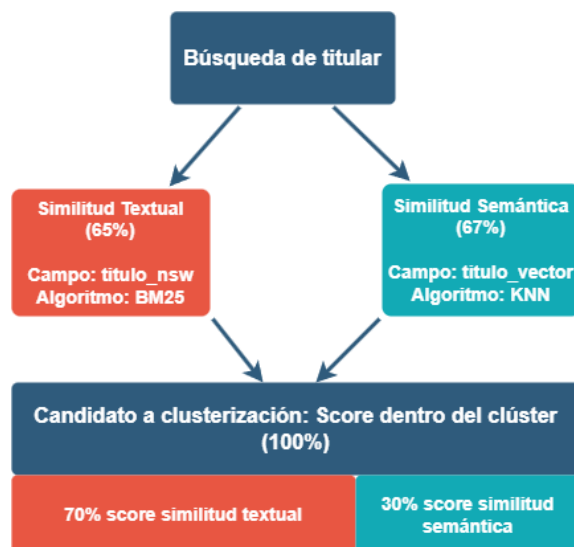 Búsqueda de titular
Similitud Textual
(65%)
Campo: titulo_nsw
Algoritmo: BM25
Similitud Semántica
(67%)
Campo: titulo_vector
Algoritmo: KNN
Candidato a clusterización: Score dentro del clúster
(100%)
70% score similitud textual
30% score similitud
semántica